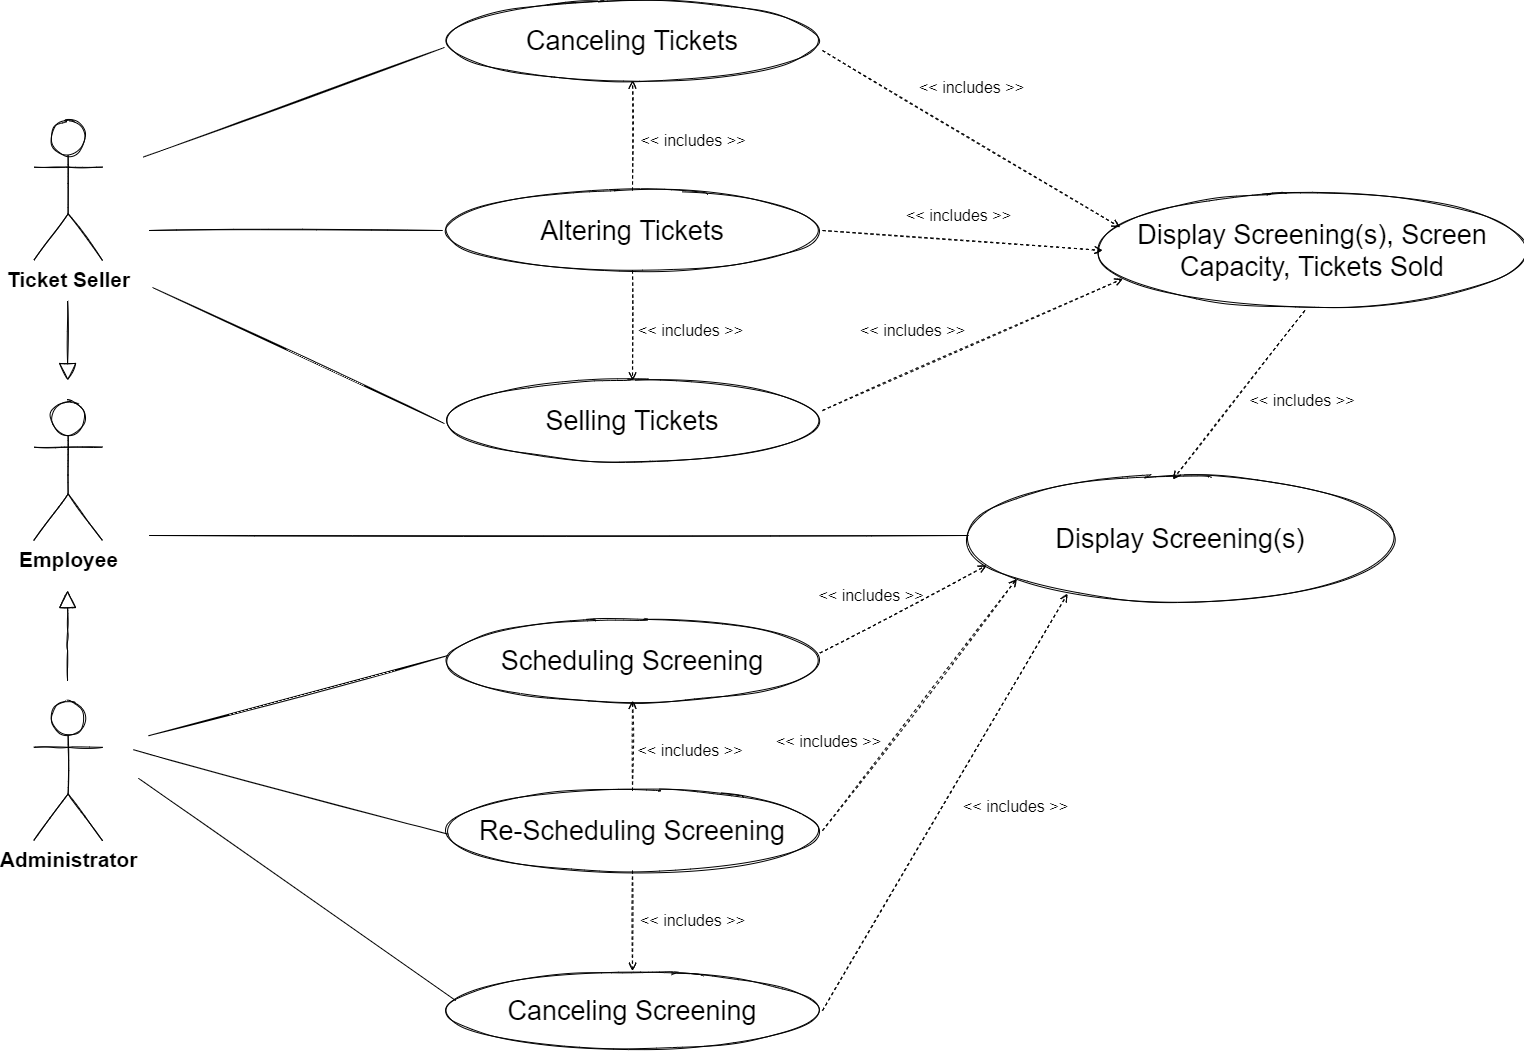 Canceling Tickets
<< includes >>
<< includes >>
Altering Tickets
<< includes >>
Display Screening(s), Screen
Capacity, Tickets Sold
Ticket Seller
<< includes >>
<< includes >>
Selling Tickets
<< includes >>
Employee
Display Screening(s)
<< includes >>
Scheduling Screening
<< includes >>
<< includes >>
<< includes >>
Re-Scheduling Screening
Administrator
<< includes >>
Canceling Screening